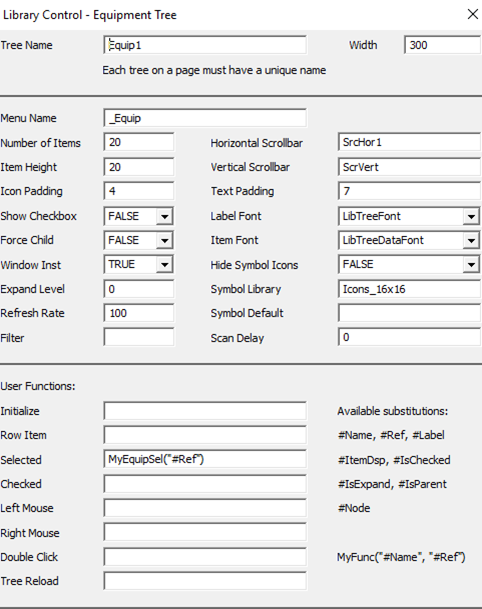 Library Control - Equipment Tree
Tree Name Equip1 Width 300
Each tree on a page must have a unique name
Menu Name _Equip
Number of Items 20 Horizontal Scrollbar SrcHor1
Item Height 20 Vertical Scrollbar ScrVert
Icon Padding 4 Text Padding 7
Show Checkbox FALSE Label Font LibTreeFont
Force Child FALSE Item Font LibTreeDataFont
Window Inst TRUE Hide Symbol Icons FALSE
Expand Level 0 Symbol Library Icons_16x16
Refresh Rate 100 Symbol Default
Filter Scan Delay 0
User Functions:
Initialize Available substitutions:
Row Item #Name, #Ref, #Label
Selected MyEquipSel("#Ref") #ItemDsp, #IsChecked
Checked #IsExpand, #IsParent
Left Mouse #Node
Right Mouse
Double Click MyFunc("#Name", "#Ref")
Tree Reload